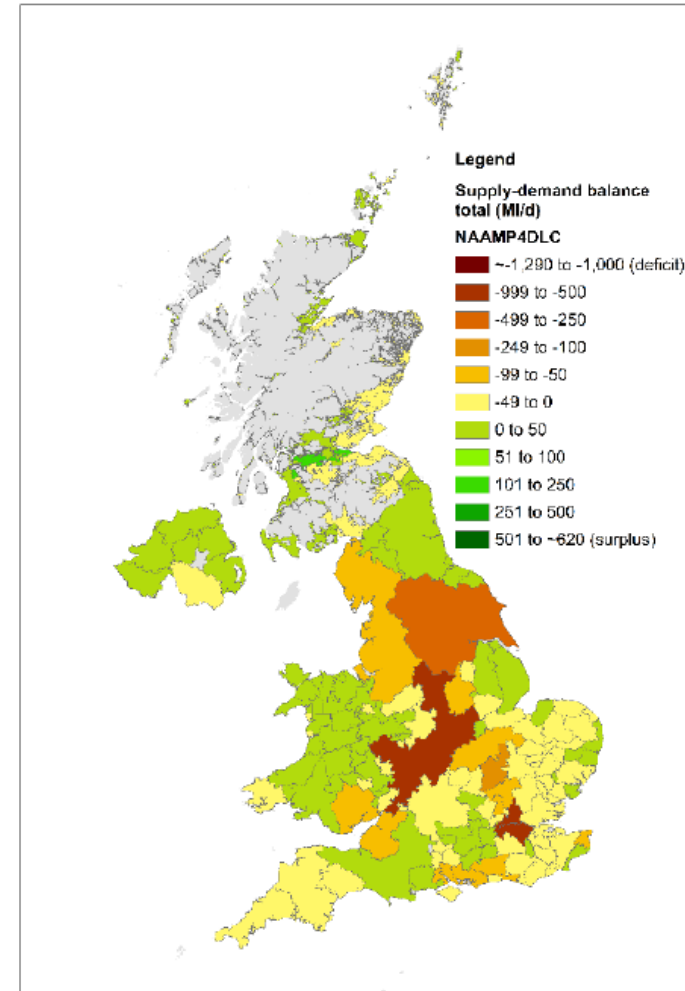 Legend
Supply-demand balance
total (Ml/d)
NAAMP4DLC
~-1,290 to -1,000 (deficit)
-999 to -500
-499 to -250
-249 to -100
-99 to -50
-49 to 0
0 to 50
51 to 100
101 to 250
251 to 500
501 to ~620 (surplus)